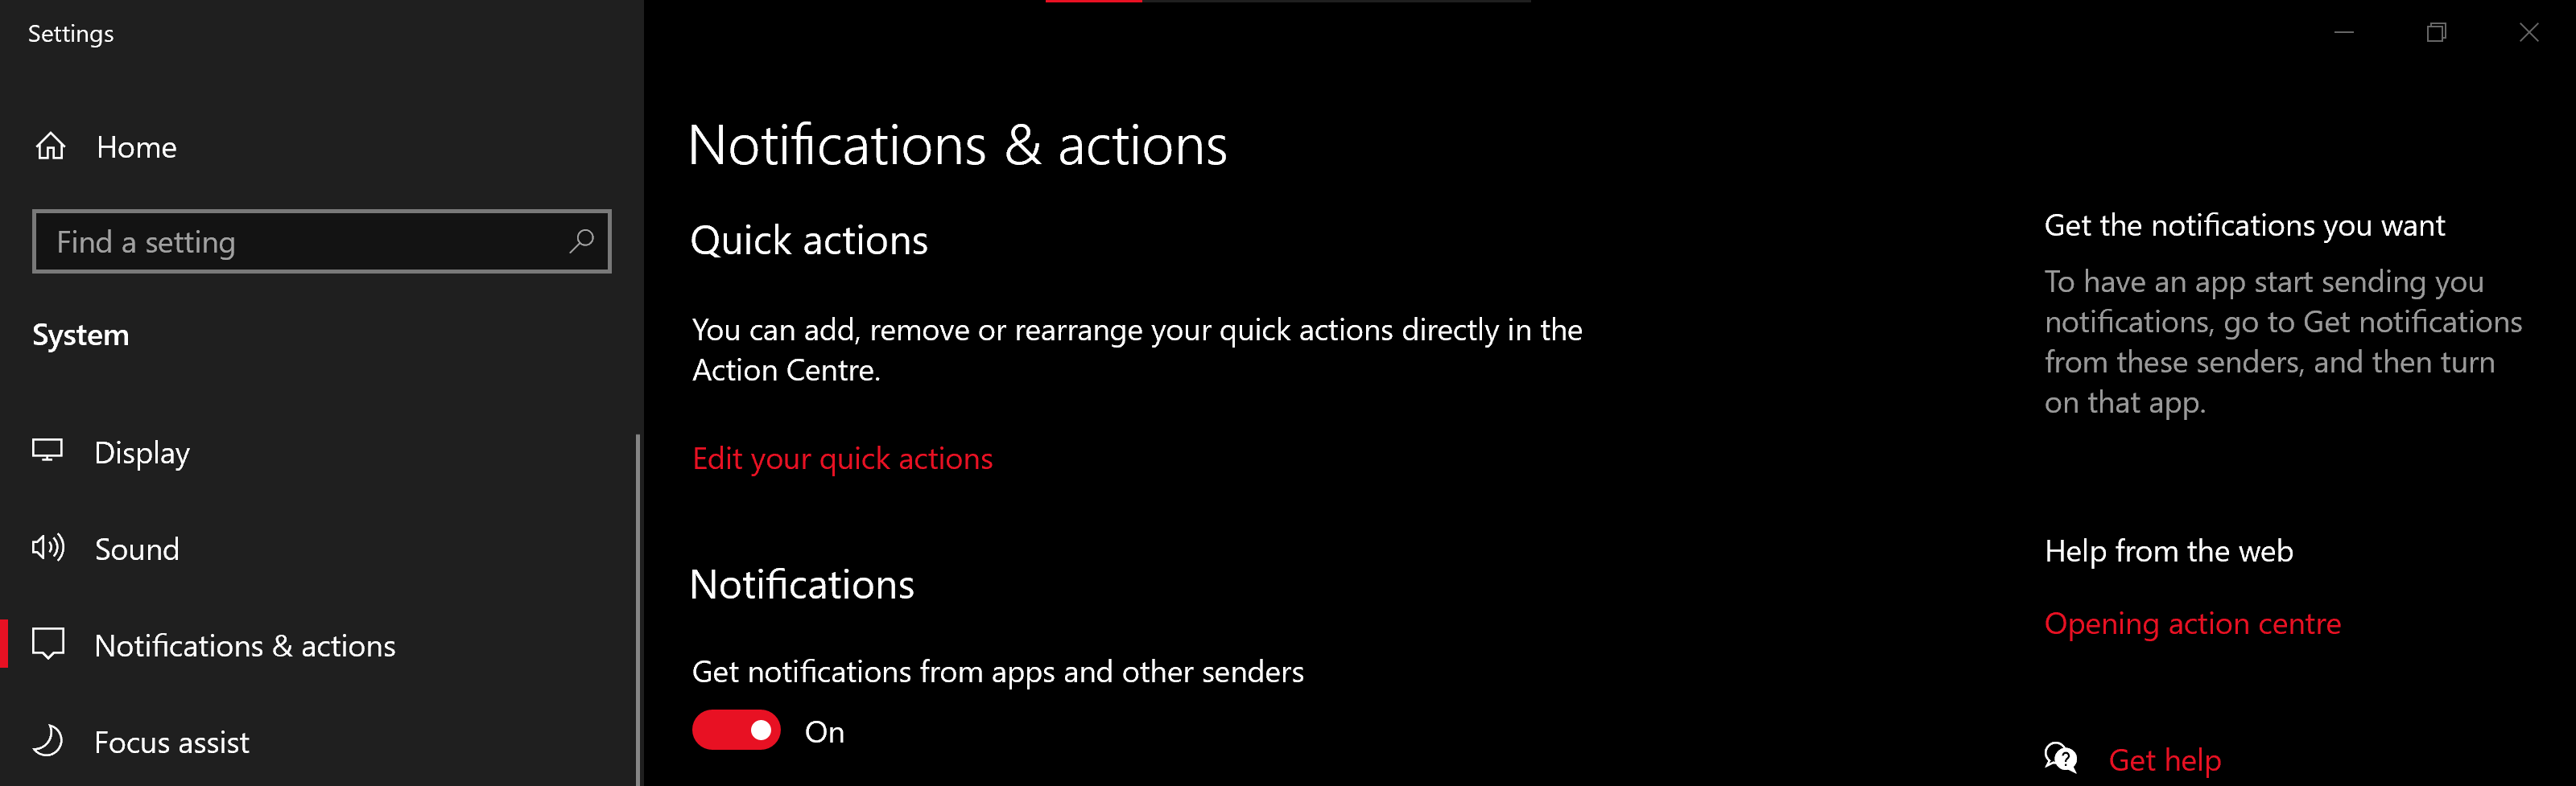 Settings
Home
Find a setting
System
Display
Sound
Notifications & actions
Focus assist
Notifications & actions
Quick actions
You can add, remove or rearrange your quick actions directly in the
Action Centre.
Edit your quick actions
Notifications
Get notifications from apps and other senders
On
Get the notifications you want
To have an app start sending you
notifications, go to Get notifications
from these senders, and then turn
on that app.
Help from the web
Opening action centre
Get help